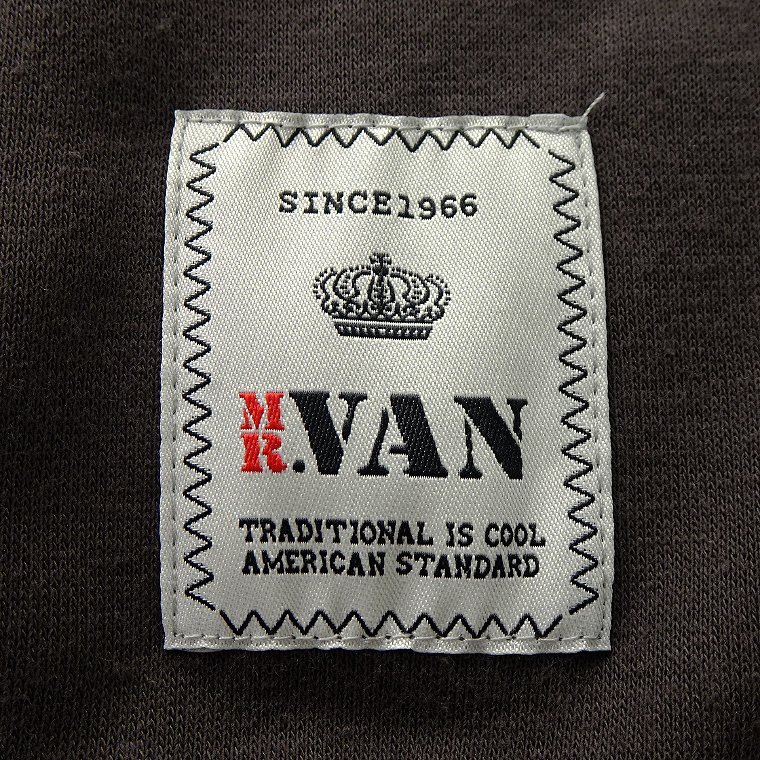 SINCE1966
MR.VAN
TRADITIONAL IS COOL
AMERICAN STANDARD